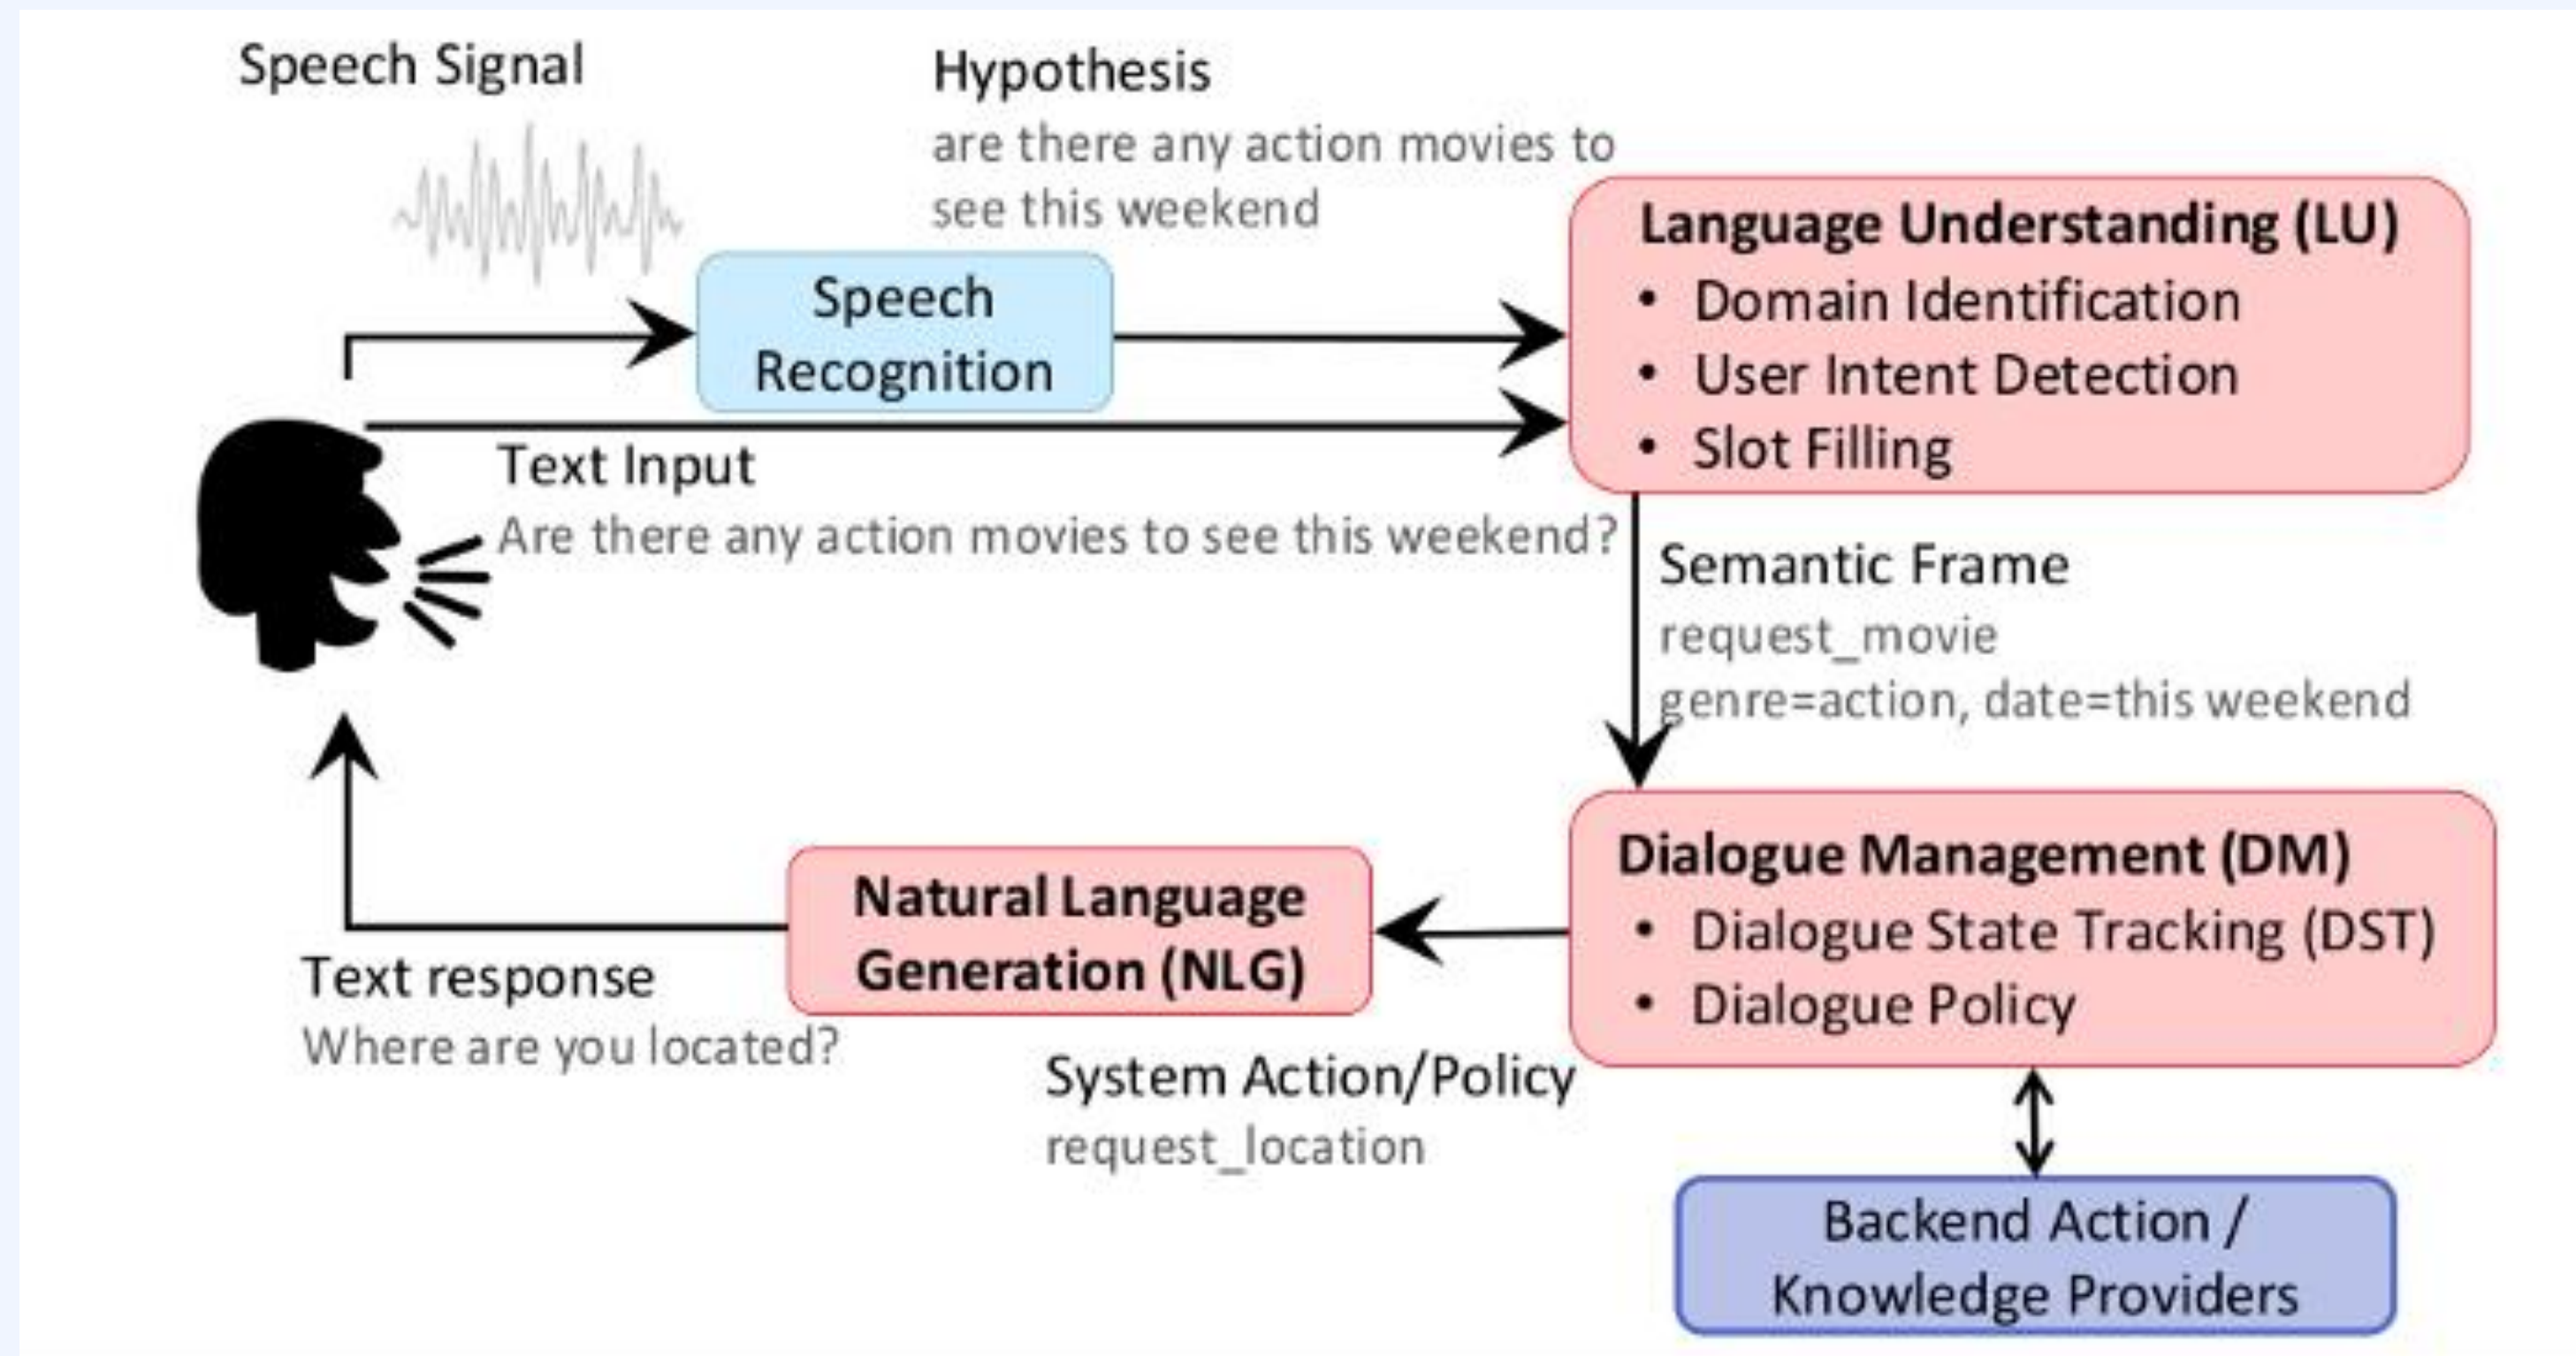 Speech Signal
Hypothesis
are there any action movies to
see this weekend
Speech
Recognition
Language Understanding (LU)
• Domain Identification
• User Intent Detection
• Slot Filling
Text Input
Are there any action movies to see this weekend?
Semantic Frame
request_movie
genre=action, date=this weekend
Dialogue Management (DM)
• Dialogue State Tracking (DST)
• Dialogue Policy
Natural Language
Generation (NLG)
Text response
Where are you located?
System Action/Policy
request_location
Backend Action /
Knowledge Providers